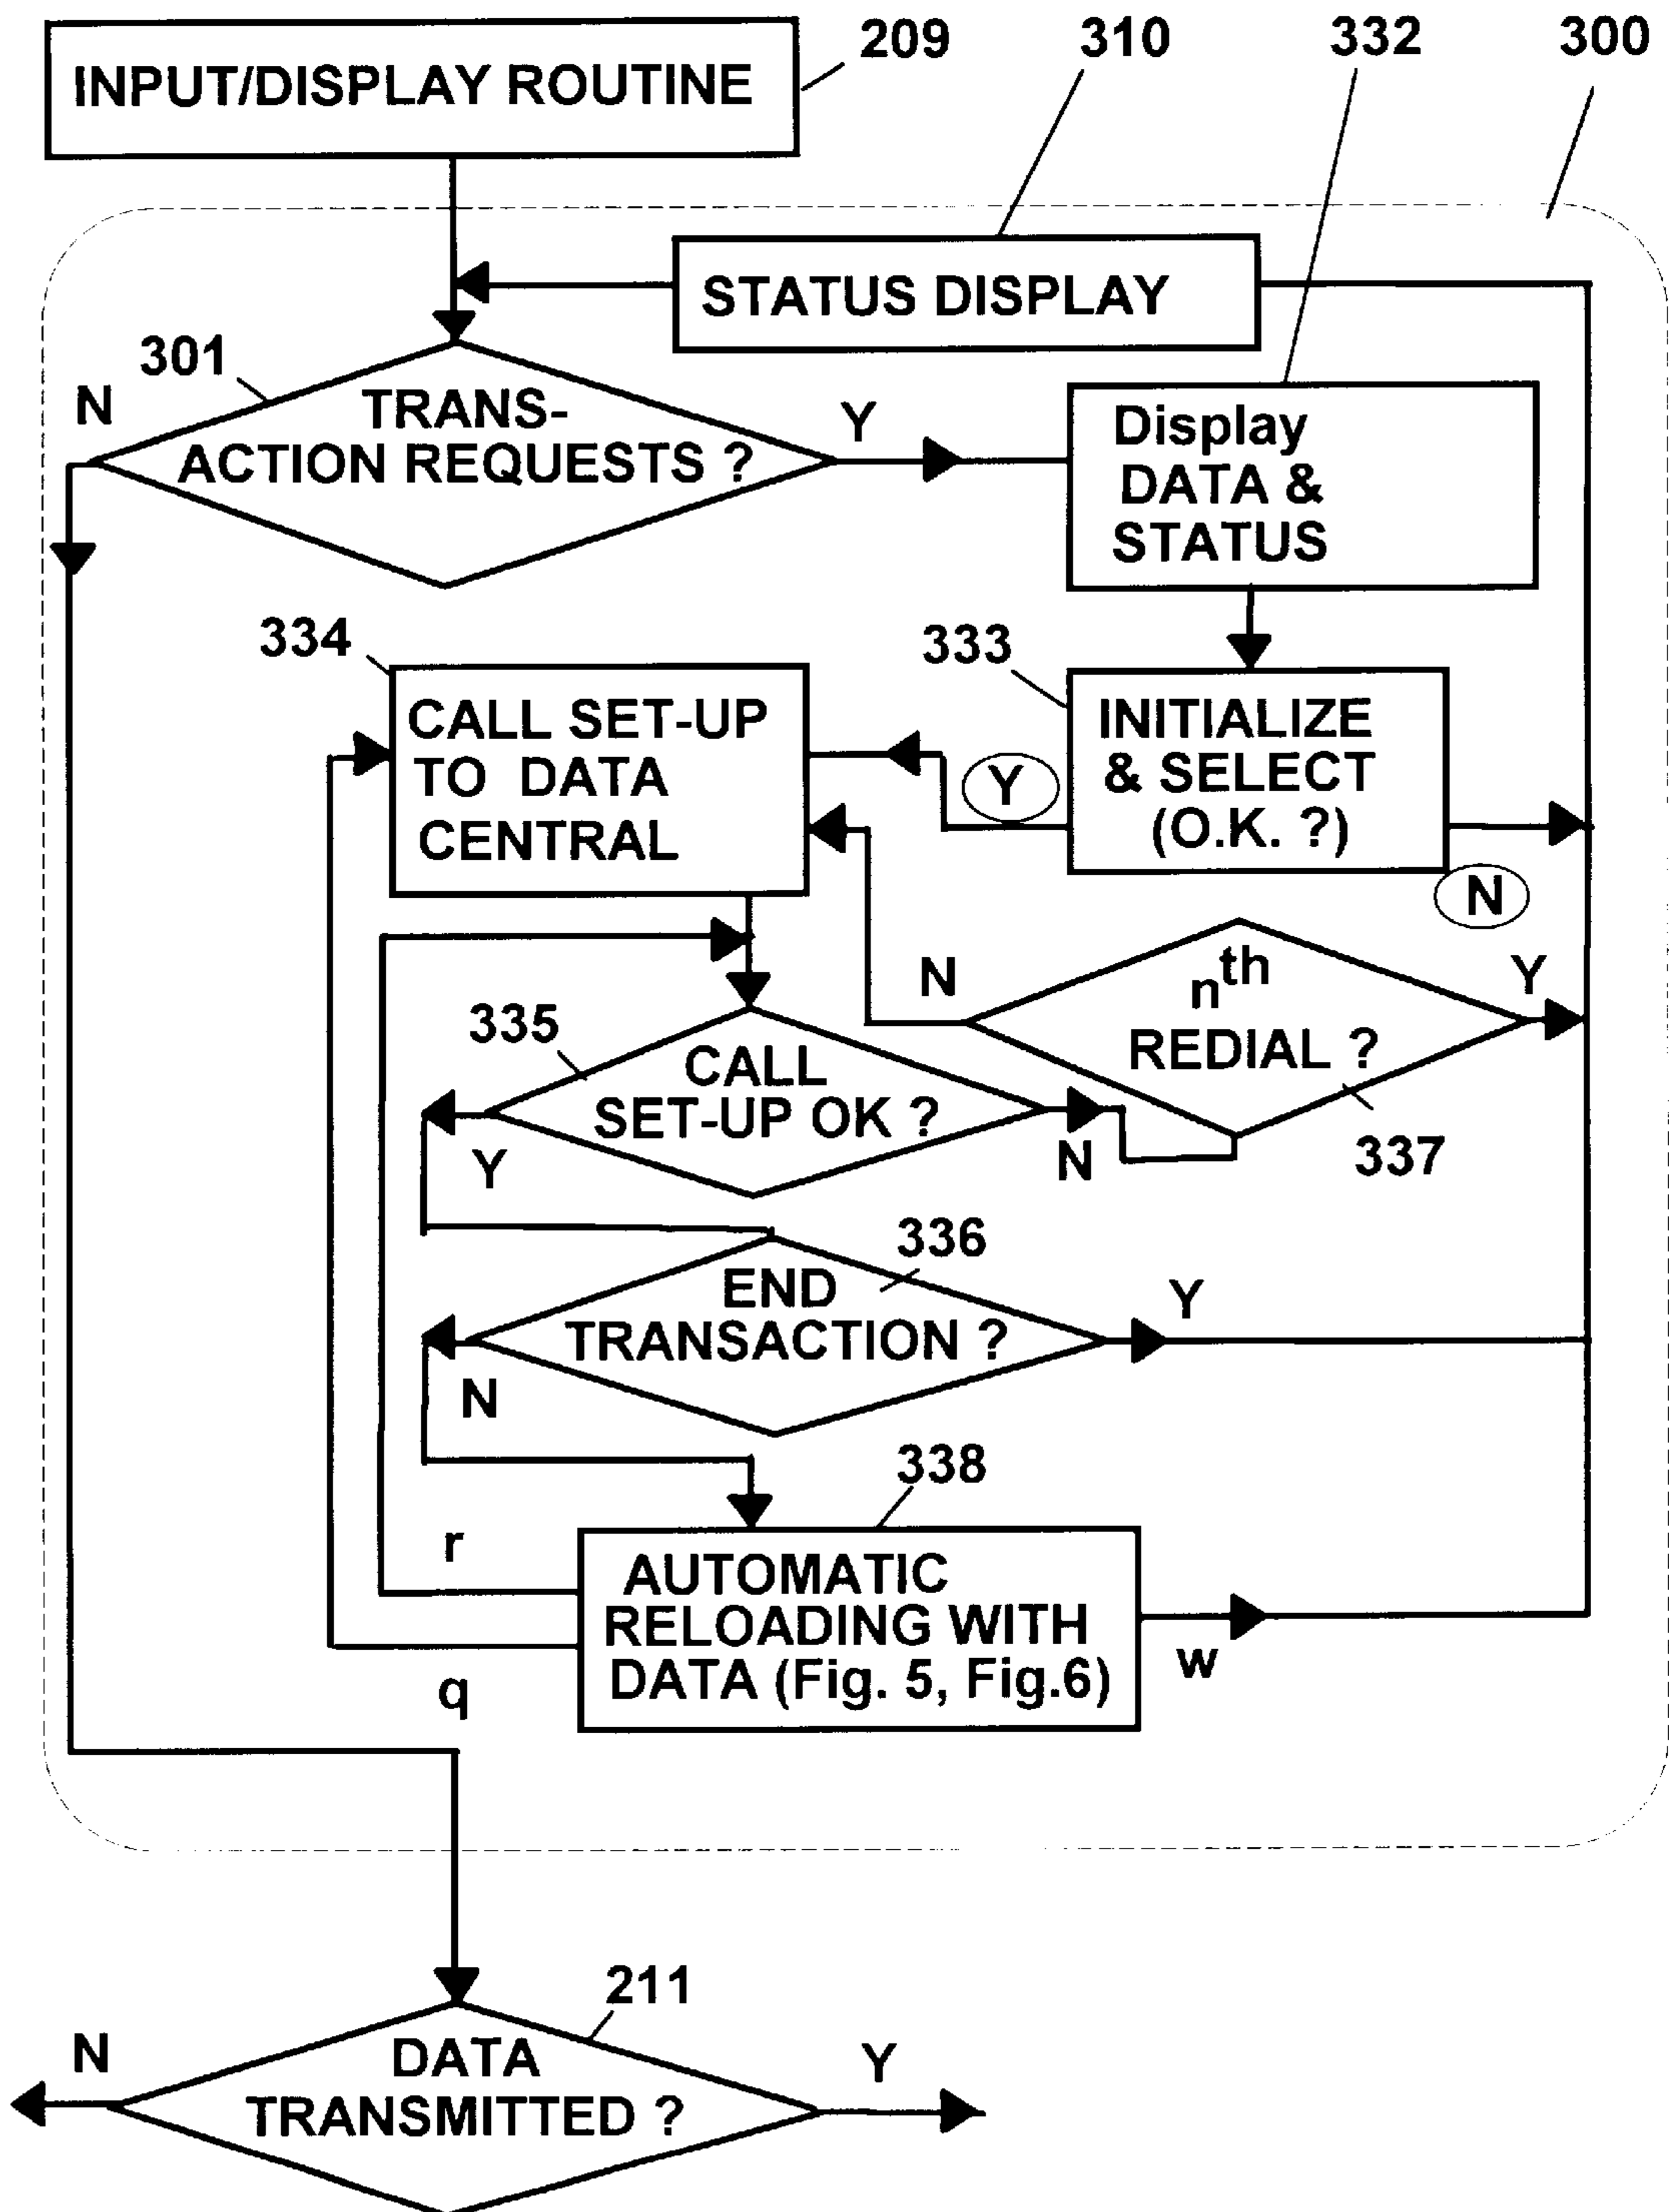 209
310
332
300
INPUT/DISPLAY ROUTINE
STATUS DISPLAY
301
N
TRANS-
ACTION REQUESTS ?
Y
Display
DATA &
STATUS
334
333
CALL SET-UP
TO DATA
CENTRAL
Y
INITIALIZE
& SELECT
(O.K. ?)
N
N
nth
REDIAL ?
Y
335
CALL
SET-UP OK ?
Y
N
337
336
END
TRANSACTION ?
Y
N
338
r
AUTOMATIC
RELOADING WITH
DATA (Fig. 5, Fig.6)
w
q
211
N
DATA
TRANSMITTED ?
Y